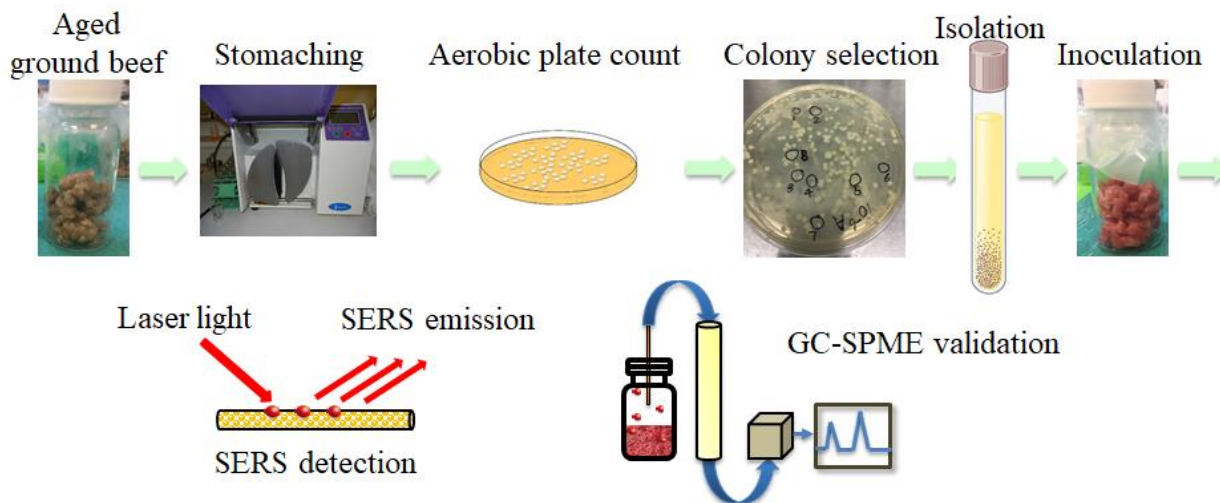 Aged
ground beef
Stomaching
Aerobic plate count
Colony selection
Isolation
Inoculation
Laser light
SERS emission
SERS detection
GC-SPME validation